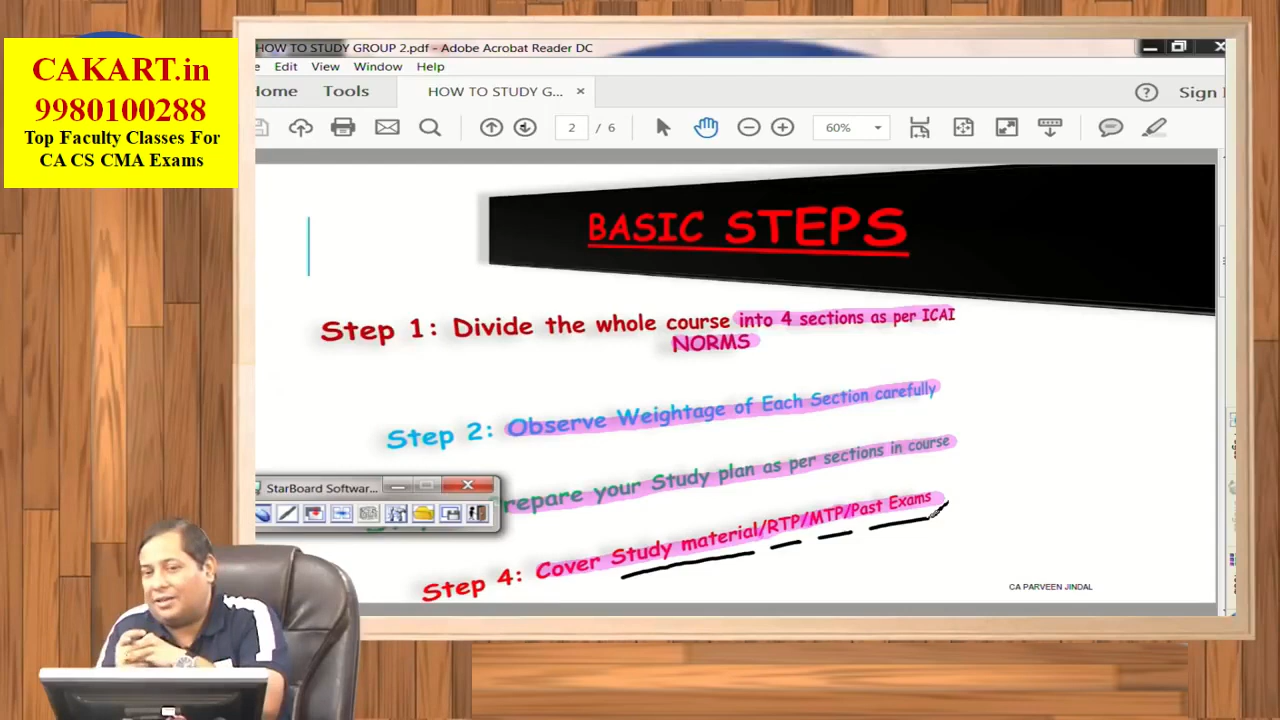 CAKART.in
9980100288
Top Faculty Classes For
CA CS CMA Exams
HOW TO STUDY GROUP 2.pdf - Adobe Acrobat Reader DC
Edit View Window Help
Home Tools HOW TO STUDY G... ×
Sign
2 / 6 60%
BASIC STEPS
Step 1: Divide the whole course into 4 sections as per ICAI
NORMS
Step 2: Observe Weightage of Each Section carefully
StarBoard Softwar...
repare your Study plan as per sections in course
Step 4: Cover Study material/RTP/MTP/Past Exams
CA PARVEEN JINDAL